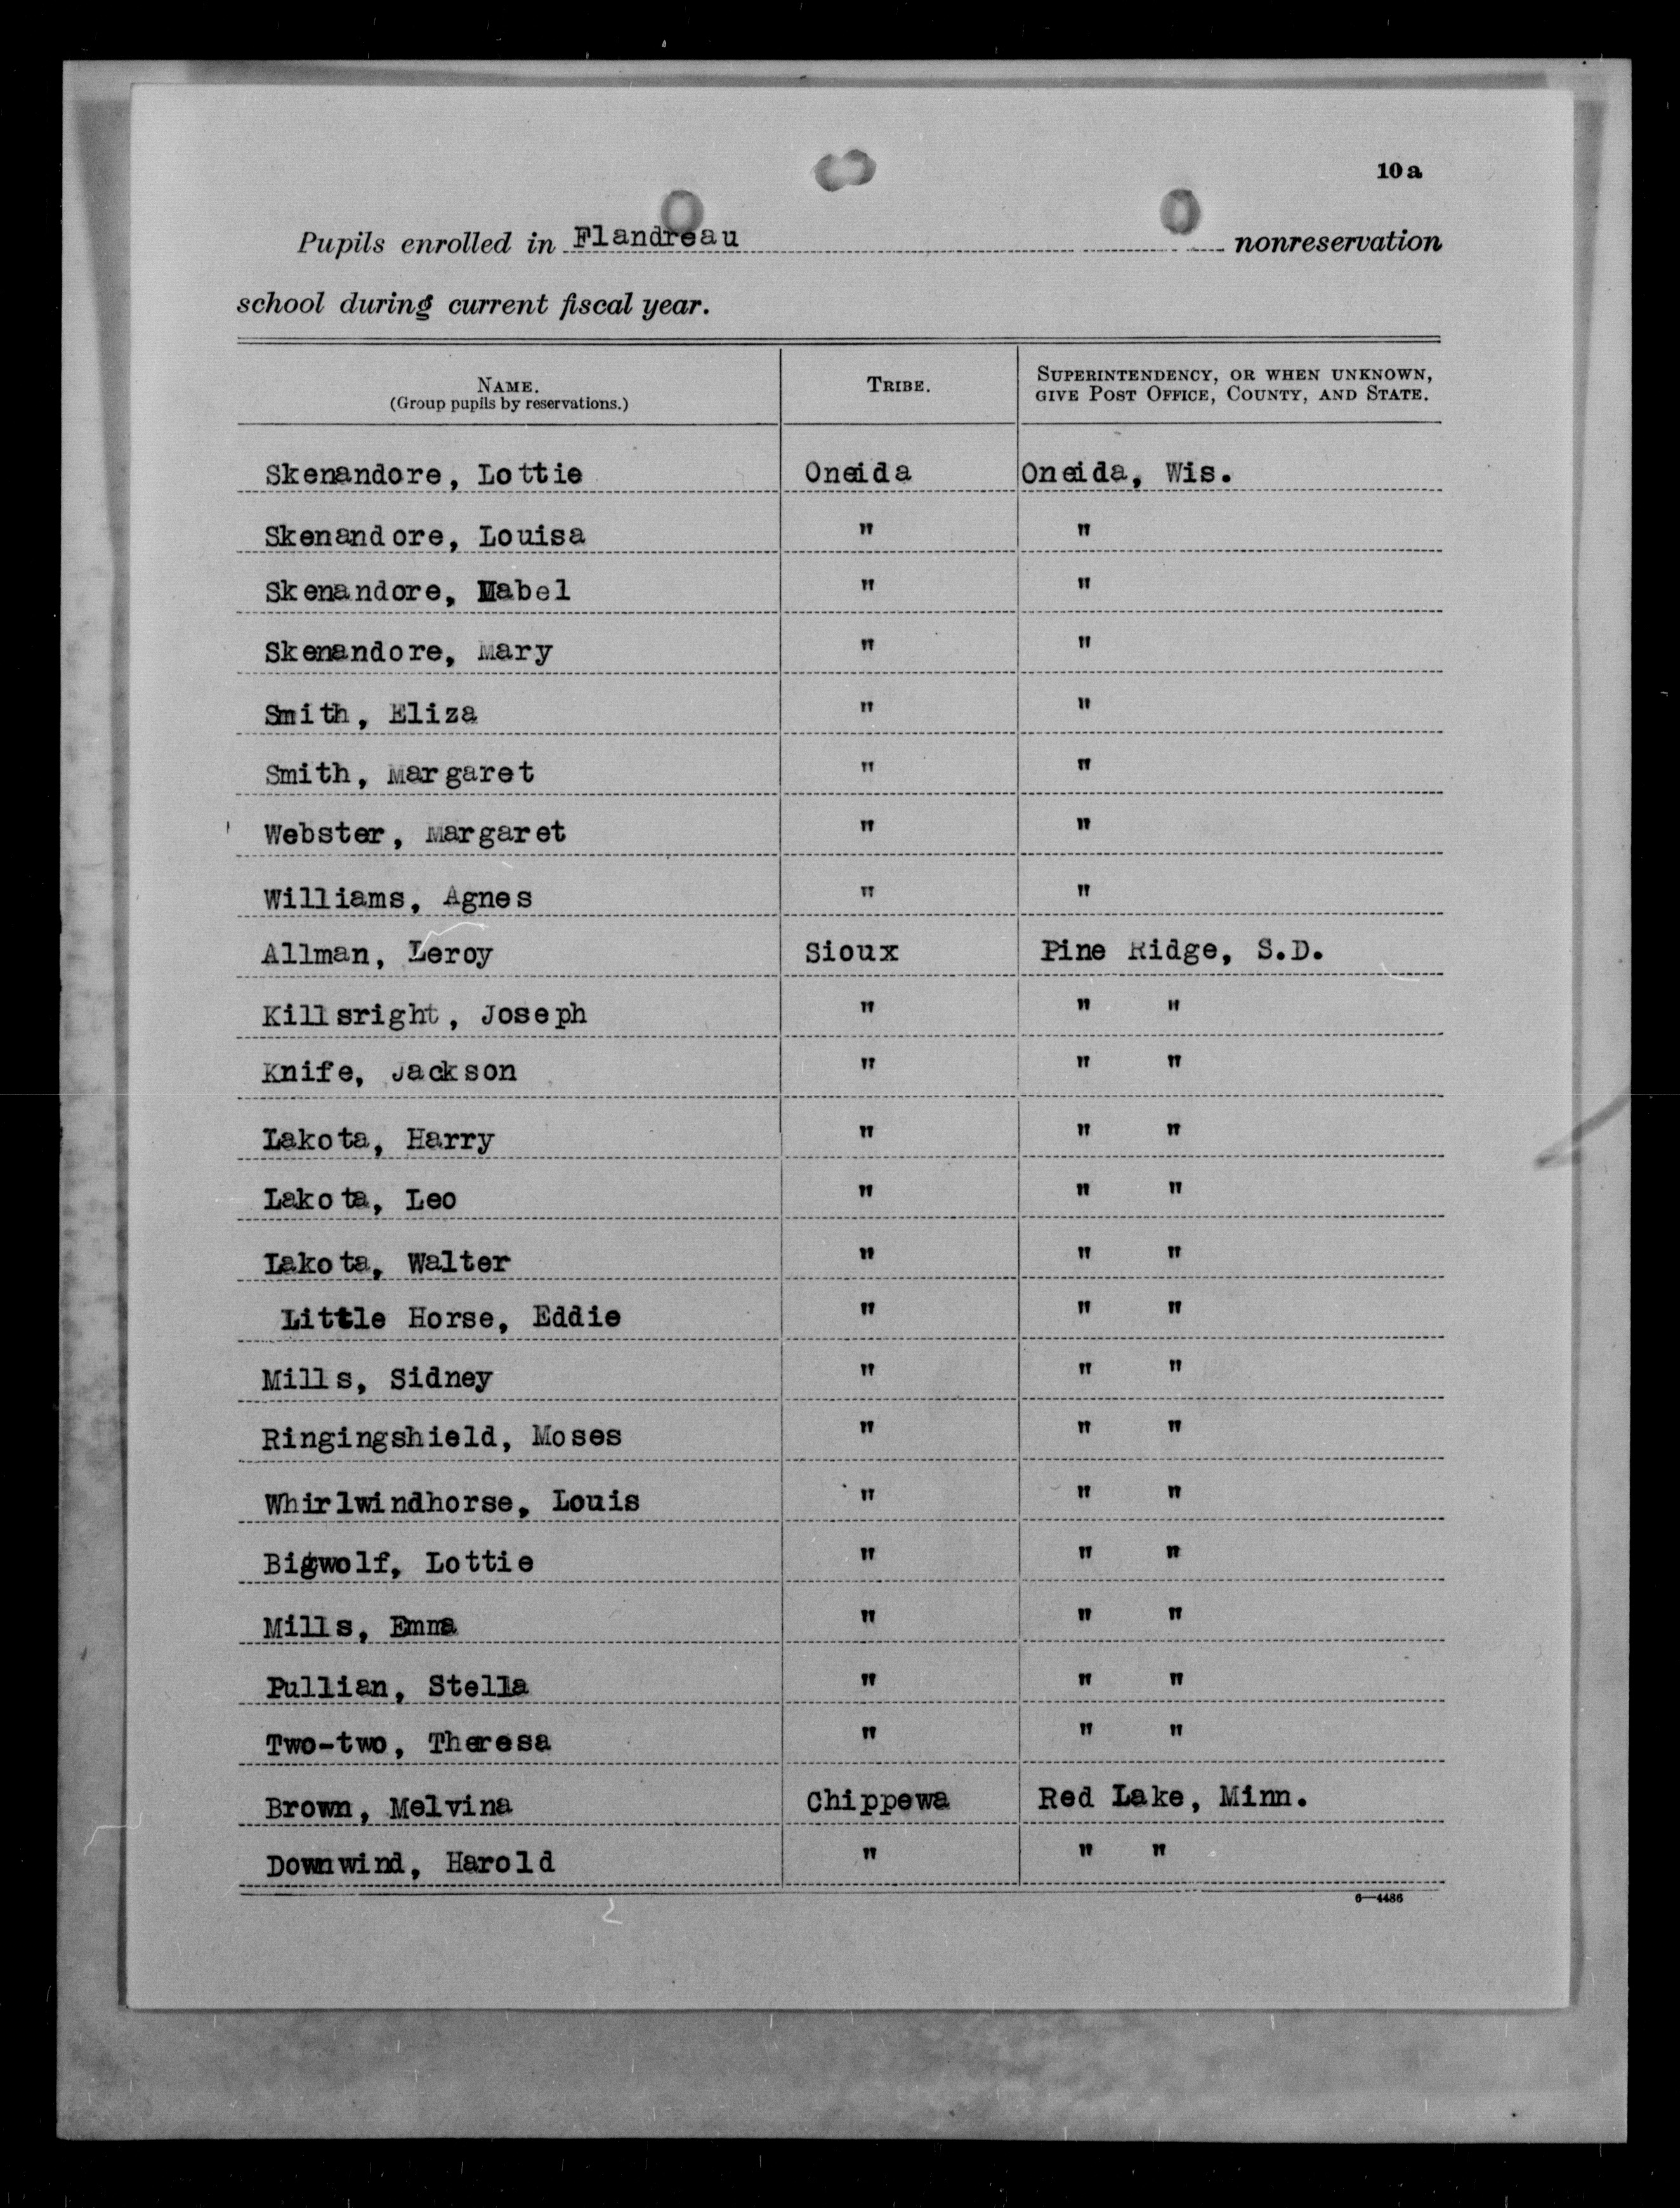 10 a
Pupils enrolled in Flandreau nonreservation
school during current fiscal year.
NAME. TRIBE. SUPERINTENDENCY, OR WHEN UNKNOWN,
(Group pupils by reservations.) GIVE POST OFFICE, COUNTY, AND STATE.
Skenandore, Lottie Oneida Oneida, Wis.
Skenandore, Louisa " "
Skenandore, Mabel " "
Skenandore, Mary " "
Smith, Eliza " "
Smith, Margaret " "
Webster, Margaret " "
Williams, Agnes " "
Allman, Leroy Sioux Pine Ridge, S.D.
Killsright, Joseph " " "
Knife, Jackson " " "
Lakota, Harry " " "
Lakota, Leo " " "
Lakota, Walter " " "
Little Horse, Eddie " " "
Mills, Sidney " " "
Ringingshield, Moses " " "
Whirlwindhorse, Louis " " "
Bigwolf, Lottie " " "
Mills, Emma " " "
Pullian, Stella " " "
Two-two, Theresa " " "
Brown, Melvina Chippewa Red Lake, Minn.
Downwind, Harold " " "
6—4486